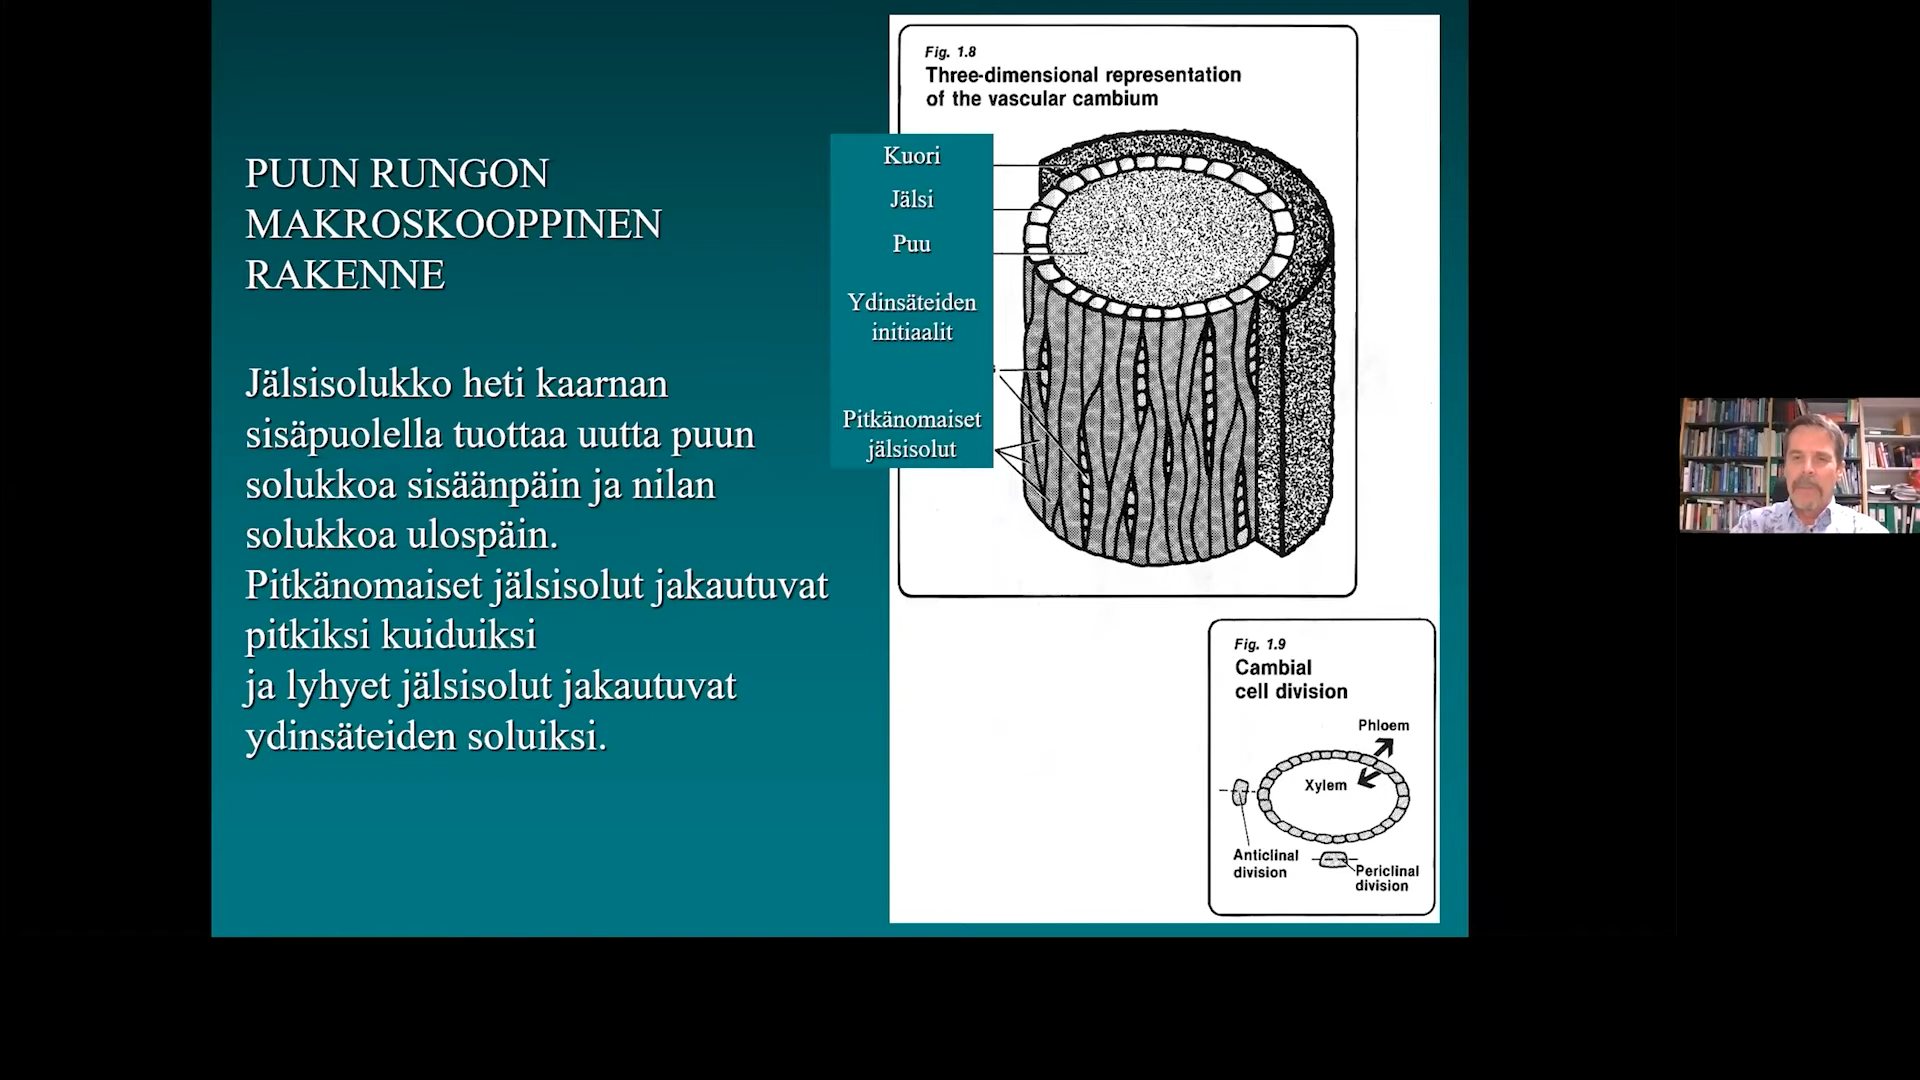 PUUN RUNGON
MAKROSKOOPPINEN
RAKENNE
Jälsisolukko heti kaarnan
sisäpuolella tuottaa uutta puun
solukkoa sisäänpäin ja nilan
solukkoa ulospäin.
Pitkänomaiset jälsisolut jakautuvat
pitkiksi kuiduiksi
ja lyhyet jälsisolut jakautuvat
ydinsäteiden soluiksi.
Fig. 1.8
Three-dimensional representation
of the vascular cambium
Kuori
Jälsi
Puu
Ydinsäteiden
initiaalit
Pitkänomaiset
jälsisolut
Fig. 1.9
Cambial
cell division
Phloem
Xylem
Anticlinal
division
Periclinal
division